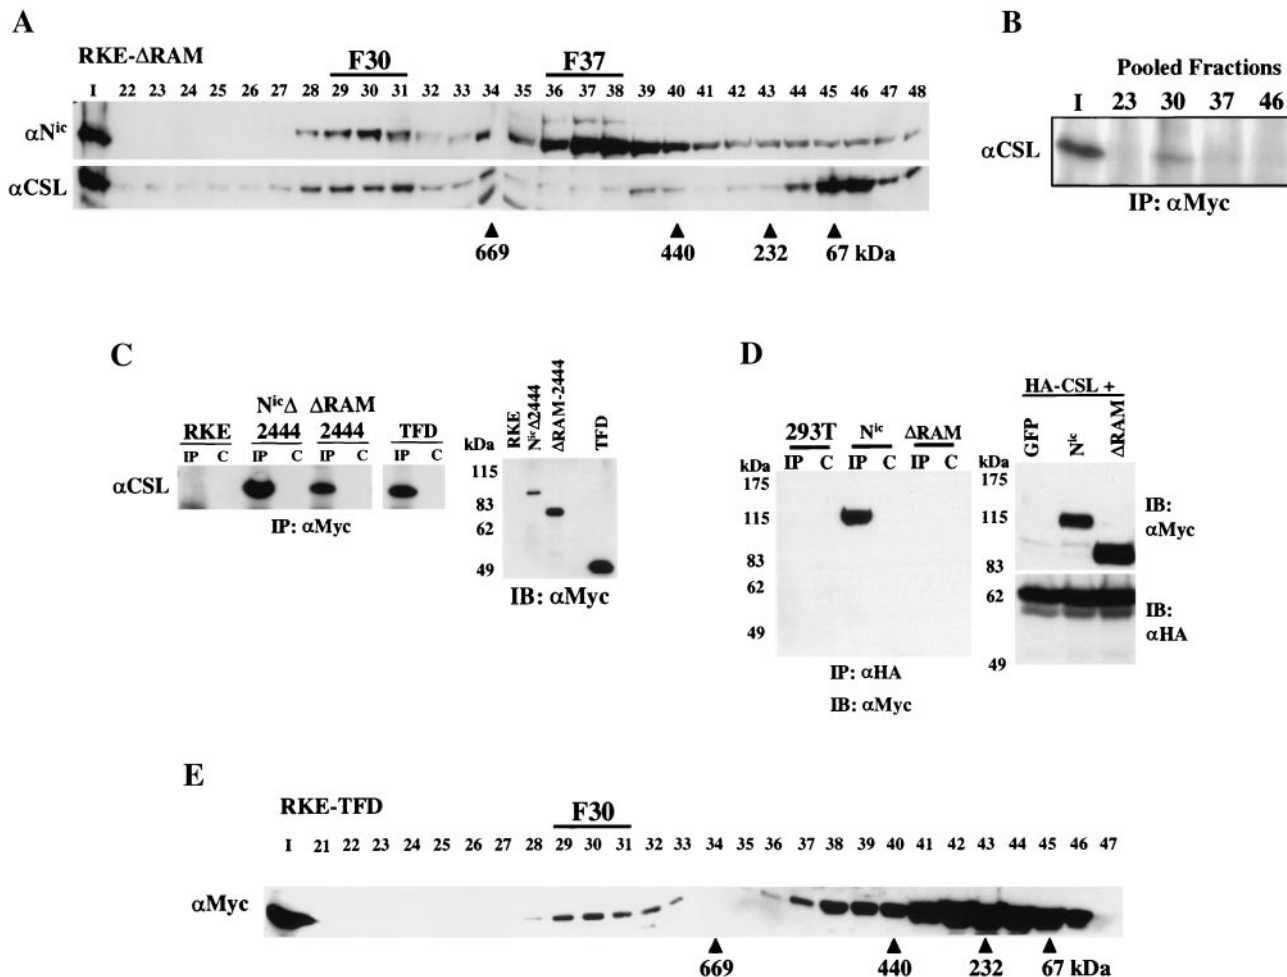 A
RKE-ΔRAM
F30 F37
I 22 23 24 25 26 27 28 29 30 31 32 33 34 35 36 37 38 39 40 41 42 43 44 45 46 47 48
αN^ic
αCSL
669 440 232 67 kDa
B
Pooled Fractions
I 23 30 37 46
αCSL
IP: αMyc
C
N^icΔ ΔRAM
RKE 2444 2444 TFD
IP C IP C IP C IP C
αCSL
IP: αMyc
RKE
N^icΔ2444
ΔRAM-2444
TFD
kDa
115
83
62
49
IB: αMyc
D
293T N^ic ΔRAM
IP C IP C IP C
kDa
175
115
83
62
49
IP: αHA
IB: αMyc
HA-CSL +
GFP
N^ic
ΔRAM
kDa
175
115
83
62
49
IB:
αMyc
IB:
αHA
E
RKE-TFD
F30
I 21 22 23 24 25 26 27 28 29 30 31 32 33 34 35 36 37 38 39 40 41 42 43 44 45 46 47
αMyc
669 440 232 67 kDa